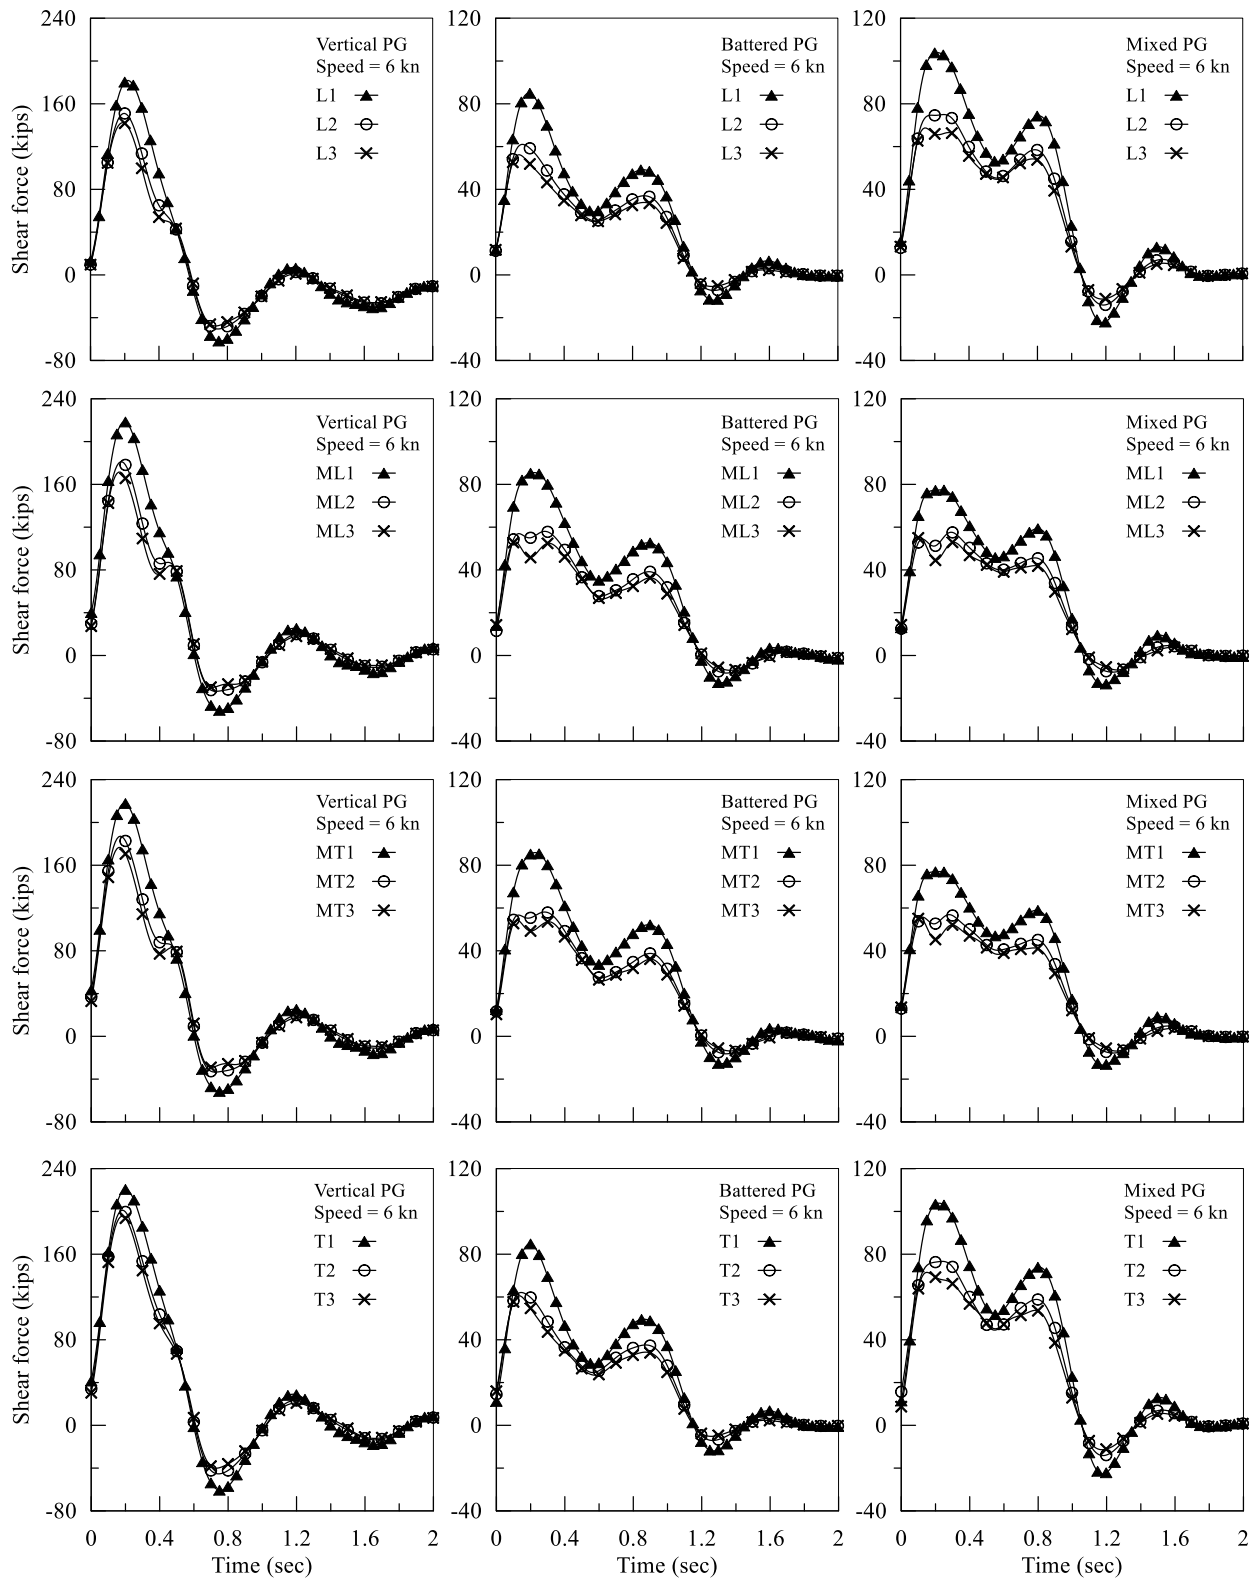 240
160
80
0
-80
Shear force (kips)
Vertical PG
Speed = 6 kn
L1
L2
L3
120
80
40
0
-40
Battered PG
Speed = 6 kn
L1
L2
L3
120
80
40
0
-40
Mixed PG
Speed = 6 kn
L1
L2
L3
240
160
80
0
-80
Shear force (kips)
Vertical PG
Speed = 6 kn
ML1
ML2
ML3
120
80
40
0
-40
Battered PG
Speed = 6 kn
ML1
ML2
ML3
120
80
40
0
-40
Mixed PG
Speed = 6 kn
ML1
ML2
ML3
240
160
80
0
-80
Shear force (kips)
Vertical PG
Speed = 6 kn
MT1
MT2
MT3
120
80
40
0
-40
Battered PG
Speed = 6 kn
MT1
MT2
MT3
120
80
40
0
-40
Mixed PG
Speed = 6 kn
MT1
MT2
MT3
240
160
80
0
-80
Shear force (kips)
Vertical PG
Speed = 6 kn
T1
T2
T3
0 0.4 0.8 1.2 1.6 2
Time (sec)
120
80
40
0
-40
Battered PG
Speed = 6 kn
T1
T2
T3
0 0.4 0.8 1.2 1.6 2
Time (sec)
120
80
40
0
-40
Mixed PG
Speed = 6 kn
T1
T2
T3
0 0.4 0.8 1.2 1.6 2
Time (sec)